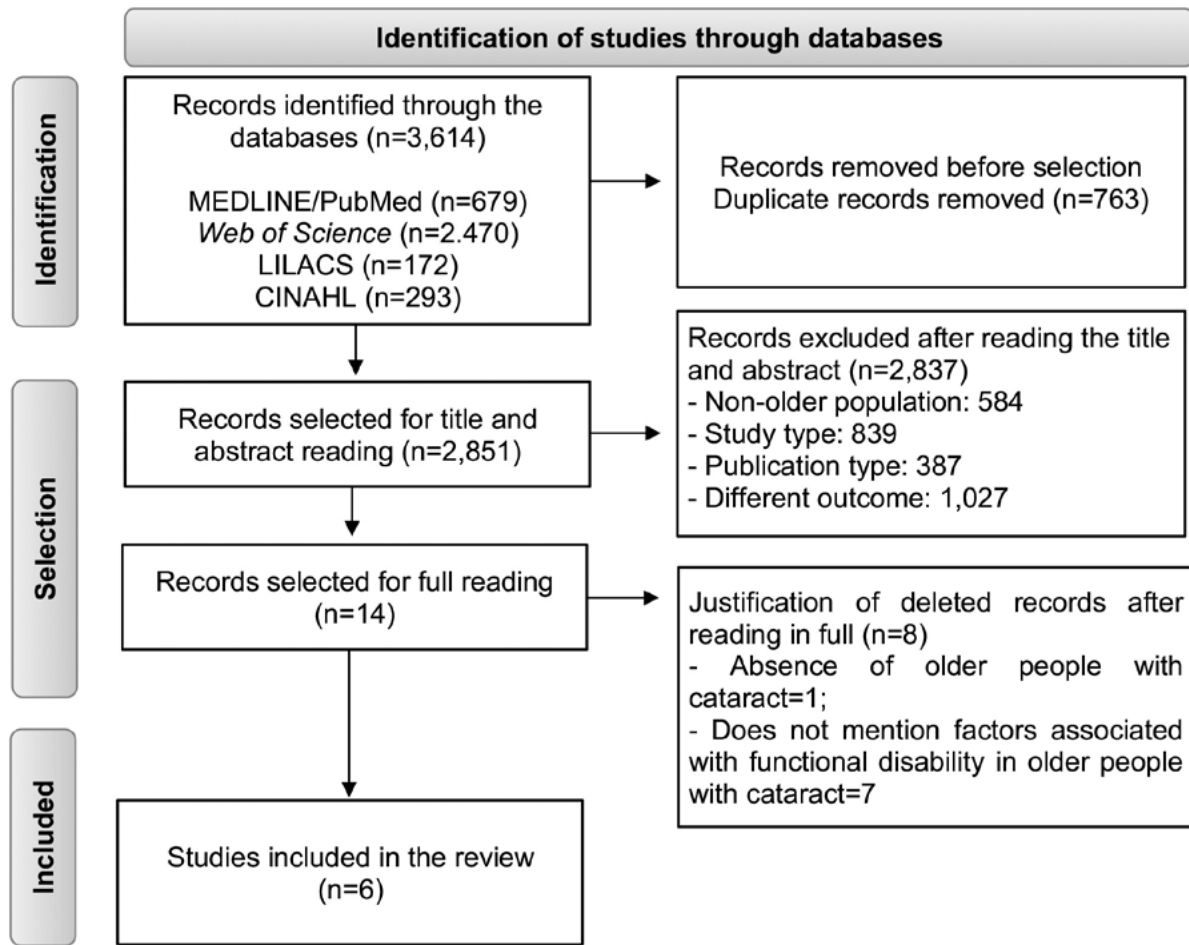 Identification of studies through databases
Identification
Records identified through the
databases (n=3,614)
MEDLINE/PubMed (n=679)
Web of Science (n=2.470)
LILACS (n=172)
CINAHL (n=293)
Records removed before selection
Duplicate records removed (n=763)
Selection
Records selected for title and
abstract reading (n=2,851)
Records excluded after reading the title
and abstract (n=2,837)
- Non-older population: 584
- Study type: 839
- Publication type: 387
- Different outcome: 1,027
Records selected for full reading
(n=14)
Justification of deleted records after
reading in full (n=8)
- Absence of older people with
cataract=1;
- Does not mention factors associated
with functional disability in older people
with cataract=7
Included
Studies included in the review
(n=6)